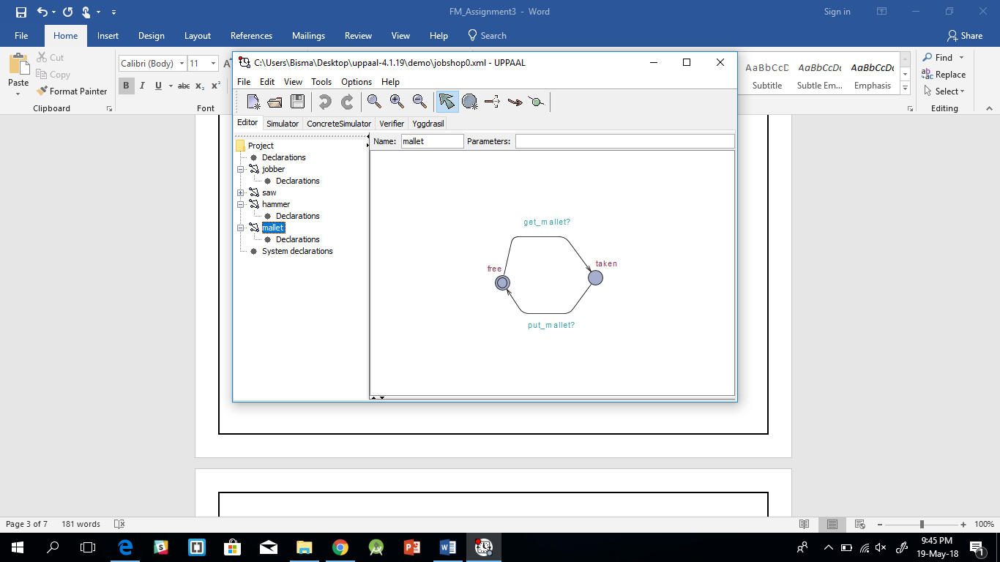 FM_Assignment3 - Word
Sign in
File Home Insert Design Layout References Mailings Review View Help Search Share
Paste
Cut
Copy
Format Painter
Clipboard
Calibri (Body) 11 A
B I U abc x₂ x²
Font
AaBbCcD AaBbCcDc AaBbCcDc
Subtitle Subtle Em... Emphasis
Find
Replace
Select
Editing
C:\Users\Bisma\Desktop\uppaal-4.1.19\demo\jobshop0.xml - UPPAAL
File Edit View Tools Options Help
Editor Simulator ConcreteSimulator Verifier Yggdrasil
Project
Declarations
jobber
Declarations
saw
hammer
Declarations
mallet
Declarations
System declarations
Name: mallet Parameters:
get_mallet?
taken
free
put_mallet?
Page 3 of 7 181 words
100%
9:45 PM
19-May-18
1